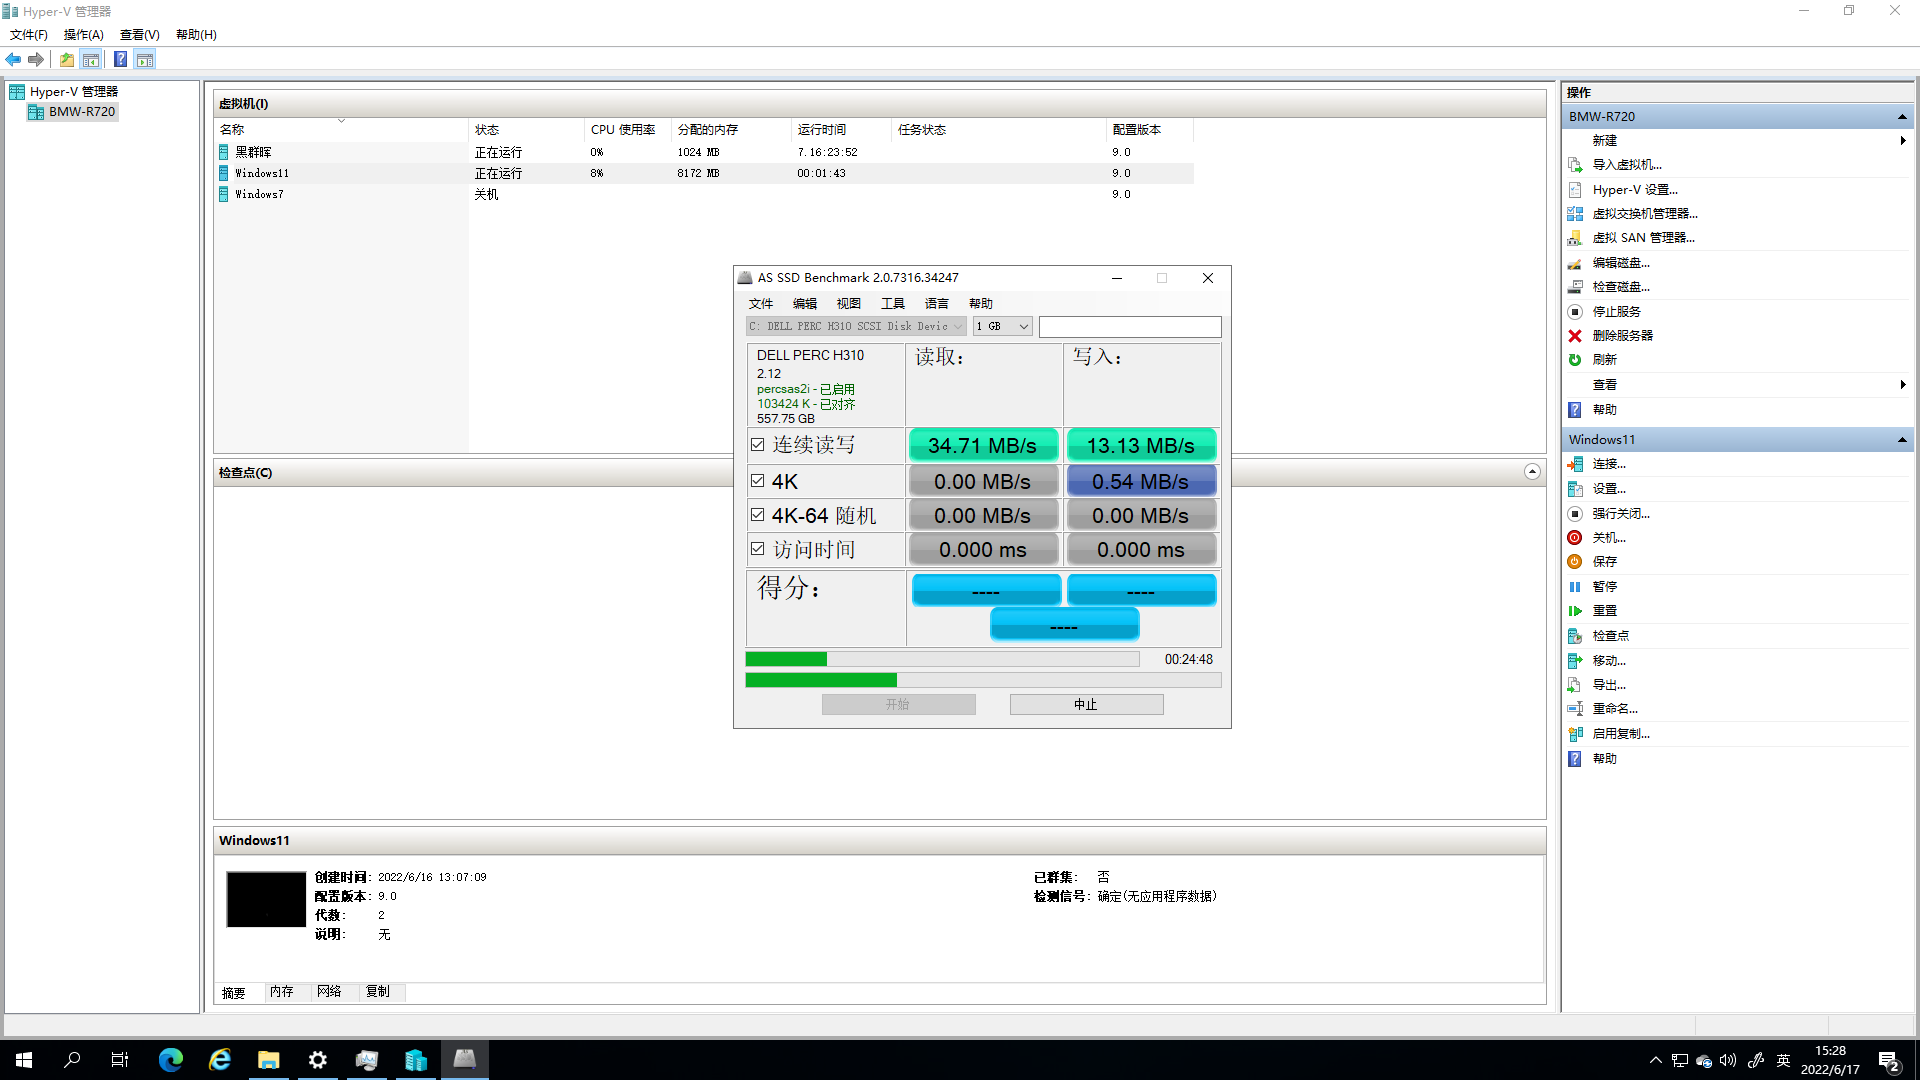 Hyper-V 管理器
文件(F) 操作(A) 查看(V) 帮助(H)
Hyper-V 管理器
BMW-R720
虚拟机(I)
名称 状态 CPU 使用率 分配的内存 运行时间 任务状态 配置版本
黑群晖 正在运行 0% 1024 MB 7.16:23:52 9.0
Windows11 正在运行 8% 8172 MB 00:01:43 9.0
Windows7 关机 9.0
检查点(C)
AS SSD Benchmark 2.0.7316.34247
文件 编辑 视图 工具 语言 帮助
C: DELL PERC H310 SCSI Disk Devic 1 GB
DELL PERC H310
2.12
percsas2i - 已启用
103424 K - 已对齐
557.75 GB
读取: 写入:
连续读写 34.71 MB/s 13.13 MB/s
4K 0.00 MB/s 0.54 MB/s
4K-64 随机 0.00 MB/s 0.00 MB/s
访问时间 0.000 ms 0.000 ms
得分: ---- ----
----
00:24:48
开始 中止
Windows11
创建时间: 2022/6/16 13:07:09 已群集: 否
配置版本: 9.0 检测信号: 确定(无应用程序数据)
代数: 2
说明: 无
摘要 内存 网络 复制
操作
BMW-R720
新建
导入虚拟机...
Hyper-V 设置...
虚拟交换机管理器...
虚拟 SAN 管理器...
编辑磁盘...
检查磁盘...
停止服务
删除服务器
刷新
查看
帮助
Windows11
连接...
设置...
强行关闭...
关机...
保存
暂停
重置
检查点
移动...
导出...
重命名...
启用复制...
帮助
英
15:28
2022/6/17
2